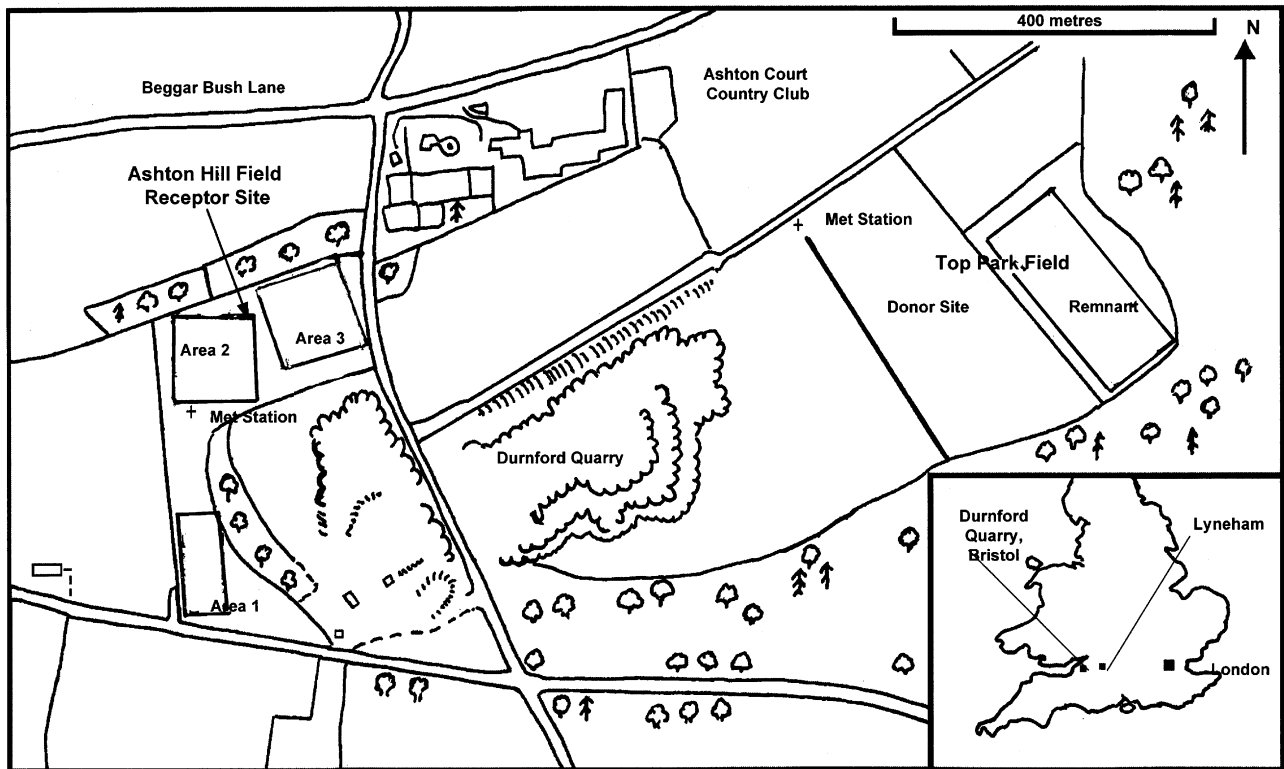 400 metres
N
Beggar Bush Lane
Ashton Court
Country Club
Ashton Hill Field
Receptor Site
Met Station
Top Park Field
Donor Site
Remnant
Area 2
Area 3
Met Station
Durnford Quarry
Area 1
Durnford
Quarry,
Bristol
Lyneham
London